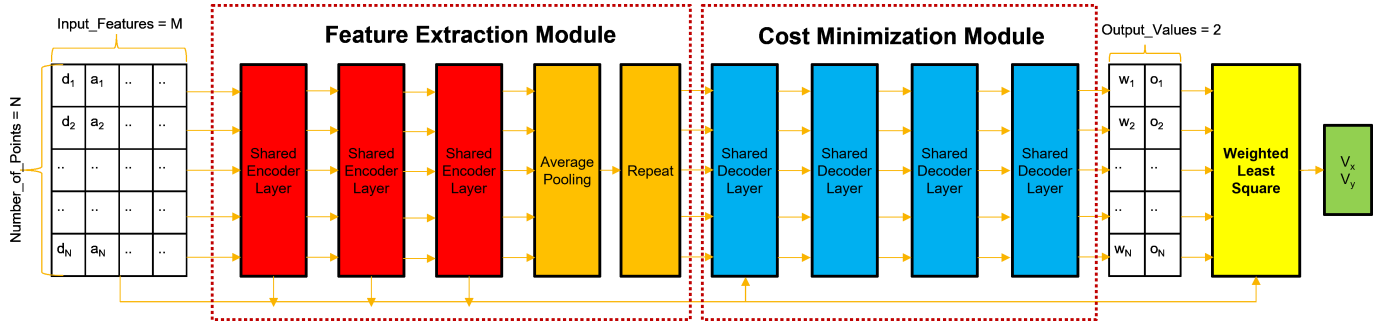 Input_Features = M
Number_of_Points = N
d1 a1 .. ..
d2 a2 .. ..
.. .. .. ..
.. .. .. ..
dN aN .. ..
Feature Extraction Module
Shared
Encoder
Layer
Shared
Encoder
Layer
Shared
Encoder
Layer
Average
Pooling
Repeat
Cost Minimization Module
Shared
Decoder
Layer
Shared
Decoder
Layer
Shared
Decoder
Layer
Shared
Decoder
Layer
Output_Values = 2
w1 o1
w2 o2
.. ..
.. ..
wN oN
Weighted
Least
Square
Vx
Vy